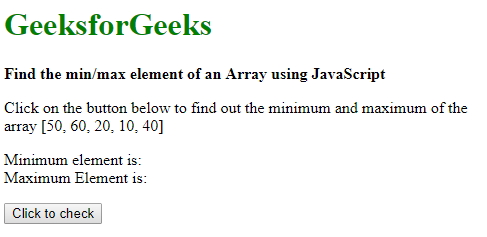 GeeksforGeeks
Find the min/max element of an Array using JavaScript
Click on the button below to find out the minimum and maximum of the
array [50, 60, 20, 10, 40]
Minimum element is:
Maximum Element is:
Click to check